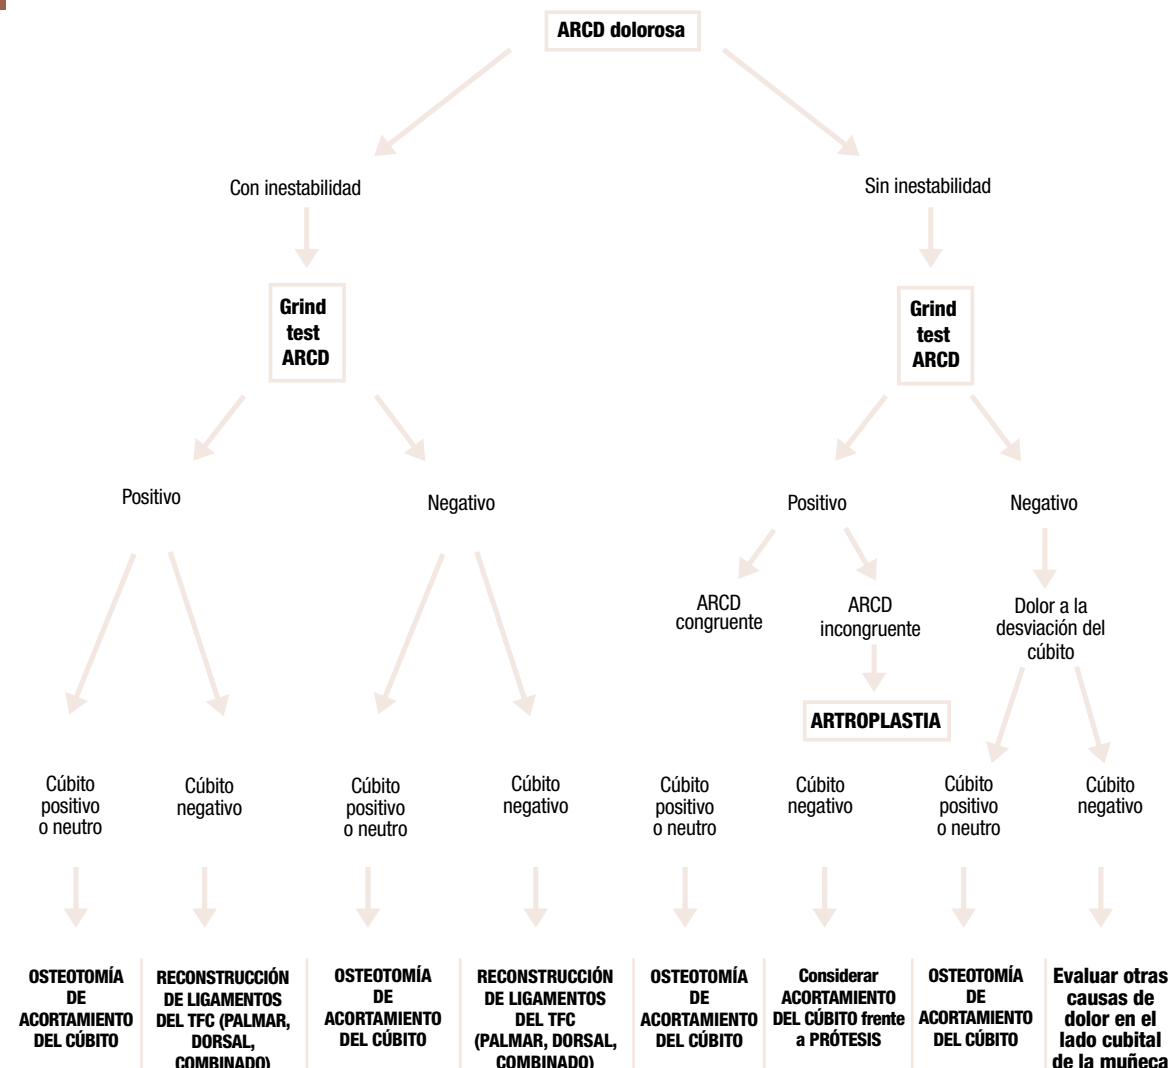 ARCD dolorosa
Con inestabilidad
Sin inestabilidad
Grind
test
ARCD
Grind
test
ARCD
Positivo
Negativo
Positivo
Negativo
ARCD
congruente
ARCD
incongruente
Dolor a la
desviación del
cúbito
ARTROPLASTIA
Cúbito
positivo
o neutro
Cúbito
negativo
Cúbito
positivo
o neutro
Cúbito
negativo
Cúbito
positivo
o neutro
Cúbito
negativo
Cúbito
positivo
o neutro
Cúbito
negativo
OSTEOTOMÍA
DE
ACORTAMIENTO
DEL CÚBITO
RECONSTRUCCIÓN
DE LIGAMENTOS
DEL TFC (PALMAR,
DORSAL,
COMBINADO)
OSTEOTOMÍA
DE
ACORTAMIENTO
DEL CÚBITO
RECONSTRUCCIÓN
DE LIGAMENTOS
DEL TFC
(PALMAR, DORSAL,
COMBINADO)
OSTEOTOMÍA
DE
ACORTAMIENTO
DEL CÚBITO
Considerar
ACORTAMIENTO
DEL CÚBITO frente
a PRÓTESIS
OSTEOTOMÍA
DE
ACORTAMIENTO
DEL CÚBITO
Evaluar otras
causas de
dolor en el
lado cubital
de la muñeca